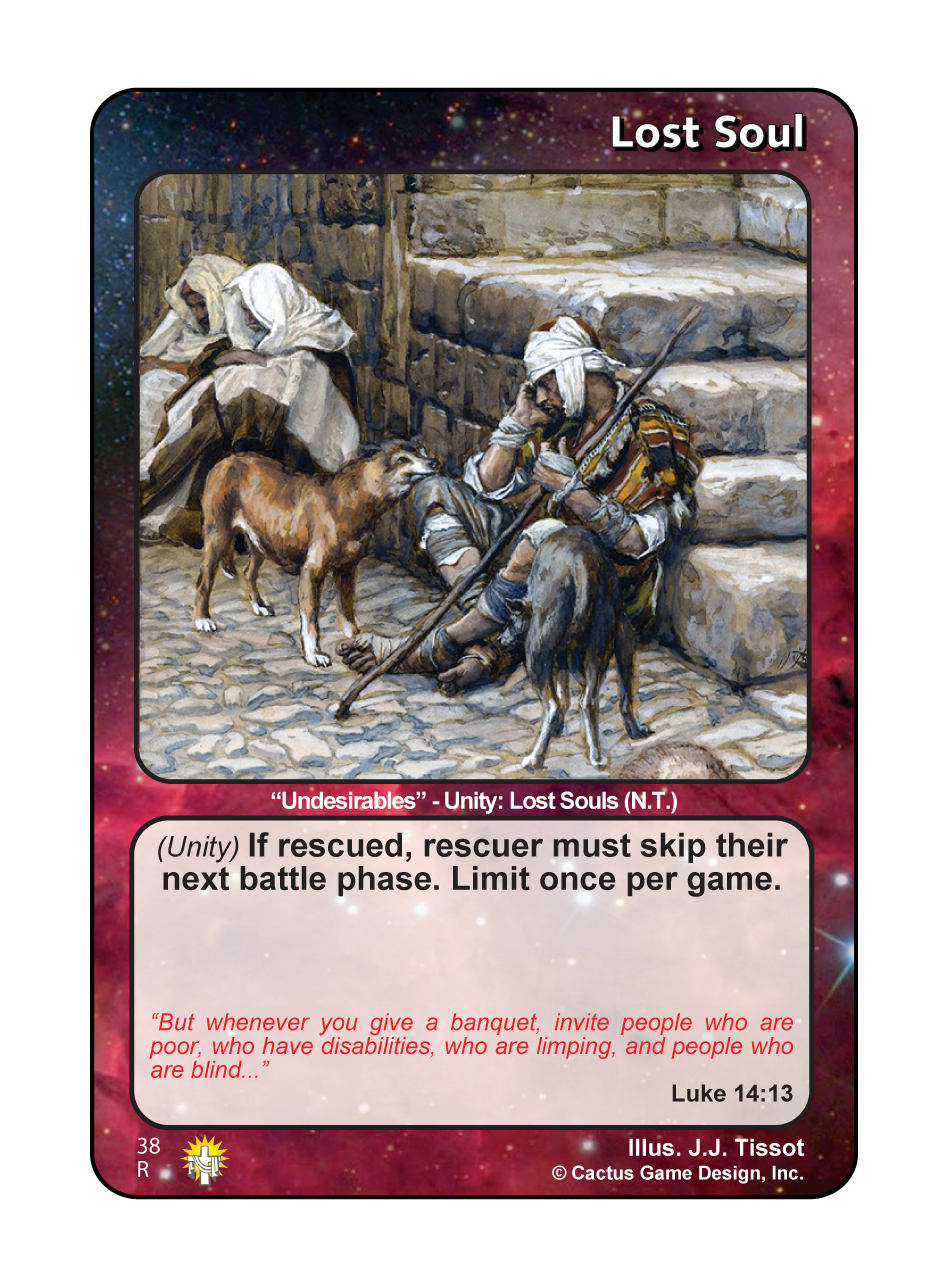 Lost Soul
“Undesirables” - Unity: Lost Souls (N.T.)
(Unity) If rescued, rescuer must skip their
next battle phase. Limit once per game.
“But whenever you give a banquet, invite people who are
poor, who have disabilities, who are limping, and people who
are blind...”
Luke 14:13
38
R
Illus. J.J. Tissot
© Cactus Game Design, Inc.